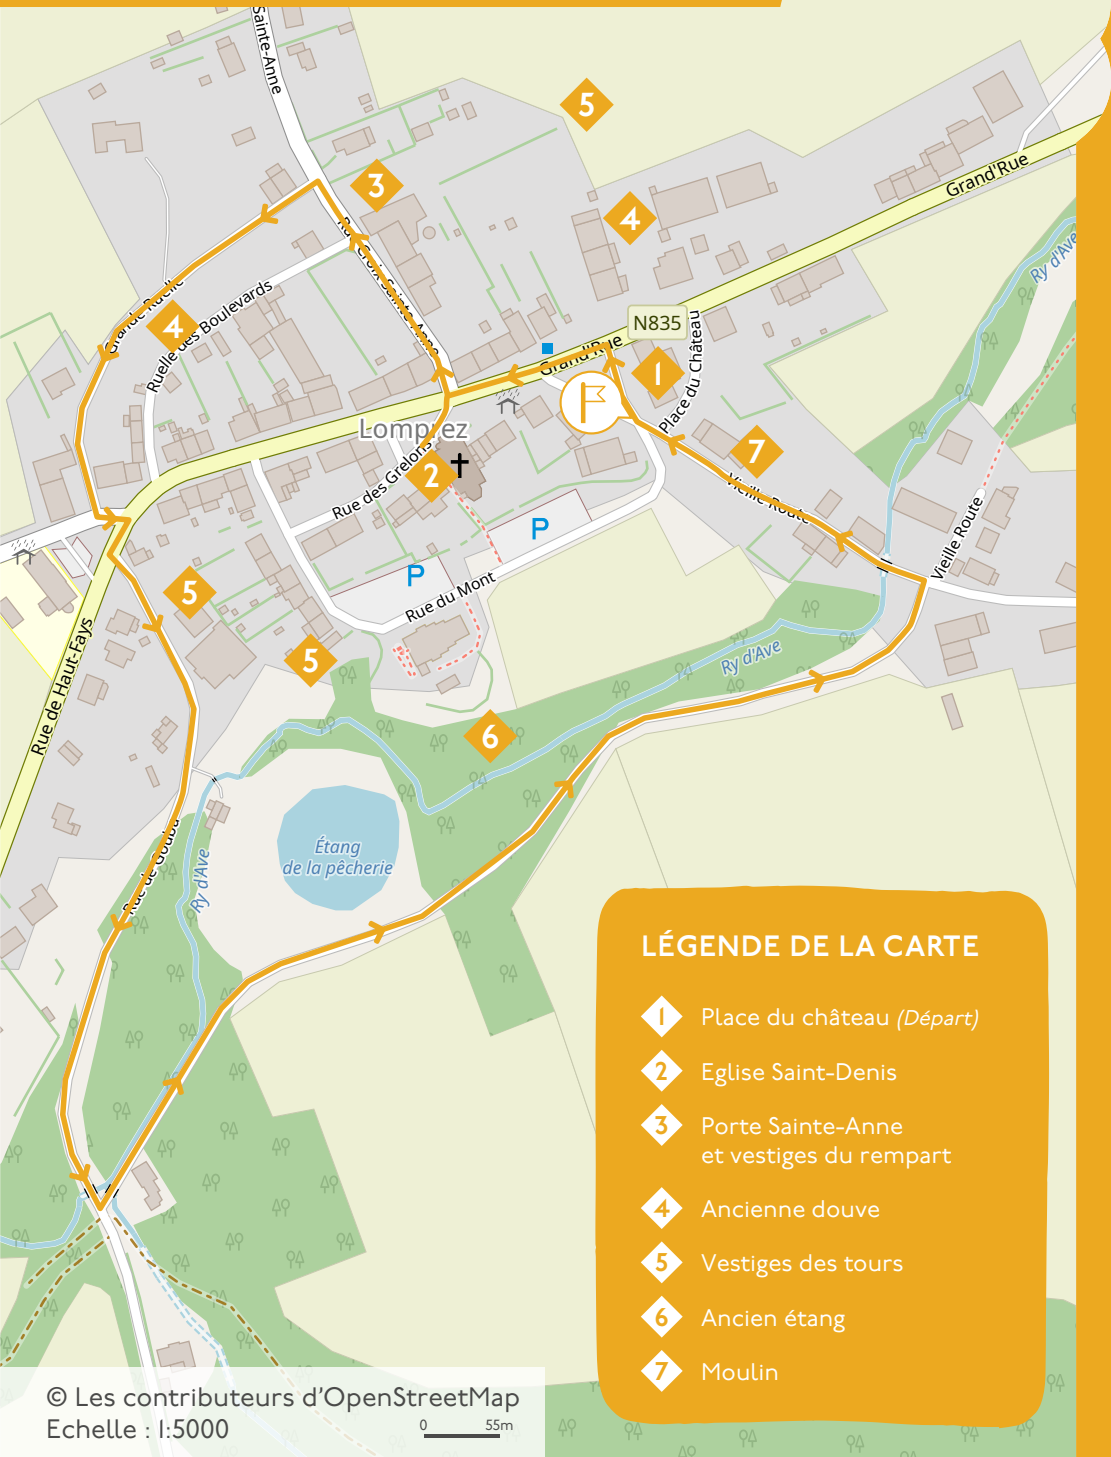 Sainte-Anne
5
3
4
Grand'Rue
Ry d'Ave
Rue Croix Sainte-Anne
Grande Ruelle
4
Ruelle des Boulevards
N835
Grand'Rue
1
Place du Château
Lomprez
2
Rue des Grelons
7
Vieille Route
Vieille Route
P
P
Rue du Mont
5
5
Rue de Haut-Fays
Ry d'Ave
6
Étang
de la pêcherie
Rue de Gouba
Ry d'Ave
LÉGENDE DE LA CARTE
1 Place du château (Départ)
2 Eglise Saint-Denis
3 Porte Sainte-Anne
et vestiges du rempart
4 Ancienne douve
5 Vestiges des tours
6 Ancien étang
7 Moulin
© Les contributeurs d'OpenStreetMap
Echelle : 1:5000
0 55m